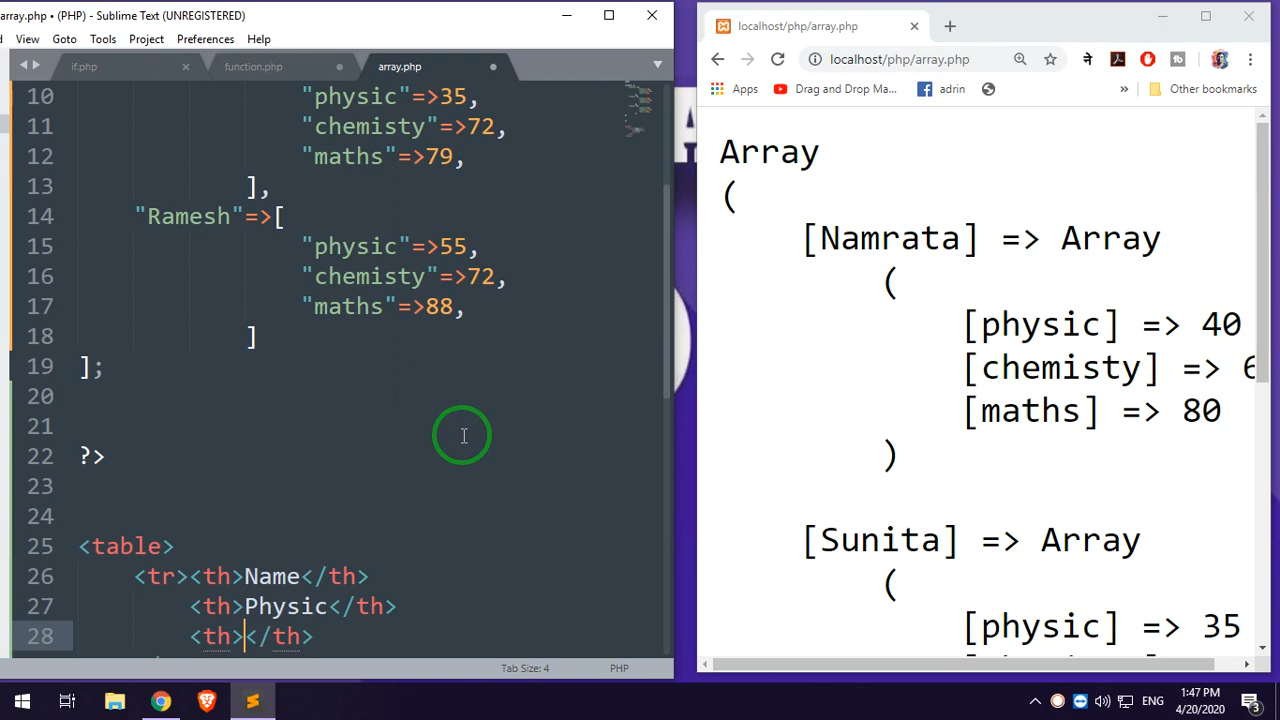 array.php • (PHP) - Sublime Text (UNREGISTERED)
View Goto Tools Project Preferences Help
if.php function.php array.php
10 "physic"=>35,
11 "chemisty"=>72,
12 "maths"=>79,
13 ],
14 "Ramesh"=>[
15 "physic"=>55,
16 "chemisty"=>72,
17 "maths"=>88,
18 ]
19 ];
20
21
22 ?>
23
24
25 <table>
26 <tr><th>Name</th>
27 <th>Physic</th>
28 <th></th>
Tab Size: 4 PHP
localhost/php/array.php
localhost/php/array.php
Apps Drag and Drop Ma... adrin » Other bookmarks
Array
(
[Namrata] => Array
(
[physic] => 40
[chemisty] => 6
[maths] => 80
)
[Sunita] => Array
(
[physic] => 35
ENG
1:47 PM
4/20/2020
3